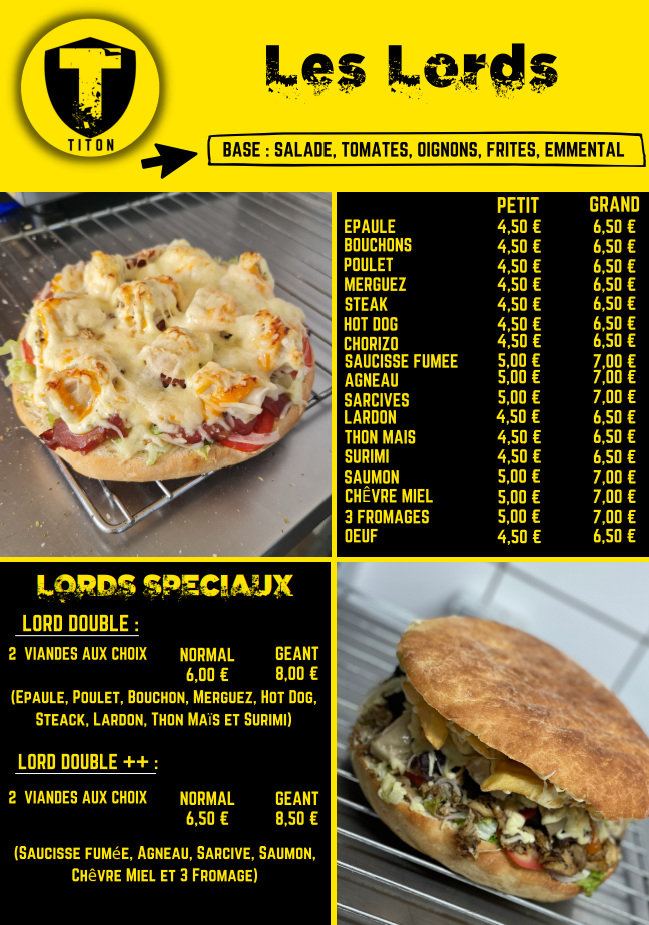 T
TITON
Les Lords
BASE : SALADE, TOMATES, OIGNONS, FRITES, EMMENTAL
PETIT GRAND
EPAULE 4,50 € 6,50 €
BOUCHONS 4,50 € 6,50 €
POULET 4,50 € 6,50 €
MERGUEZ 4,50 € 6,50 €
STEAK 4,50 € 6,50 €
HOT DOG 4,50 € 6,50 €
CHORIZO 4,50 € 6,50 €
SAUCISSE FUMEE 5,00 € 7,00 €
AGNEAU 5,00 € 7,00 €
SARCIVES 5,00 € 7,00 €
LARDON 4,50 € 6,50 €
THON MAIS 4,50 € 6,50 €
SURIMI 4,50 € 6,50 €
SAUMON 5,00 € 7,00 €
CHÊVRE MIEL 5,00 € 7,00 €
3 FROMAGES 5,00 € 7,00 €
OEUF 4,50 € 6,50 €
LORDS SPECIAUX
LORD DOUBLE :
2 VIANDES AUX CHOIX NORMAL GEANT
6,00 € 8,00 €
(Epaule, Poulet, Bouchon, Merguez, Hot Dog,
Steack, Lardon, Thon Maïs et Surimi)
LORD DOUBLE ++ :
2 VIANDES AUX CHOIX NORMAL GEANT
6,50 € 8,50 €
(Saucisse fumée, Agneau, Sarcive, Saumon,
Chêvre Miel et 3 Fromage)